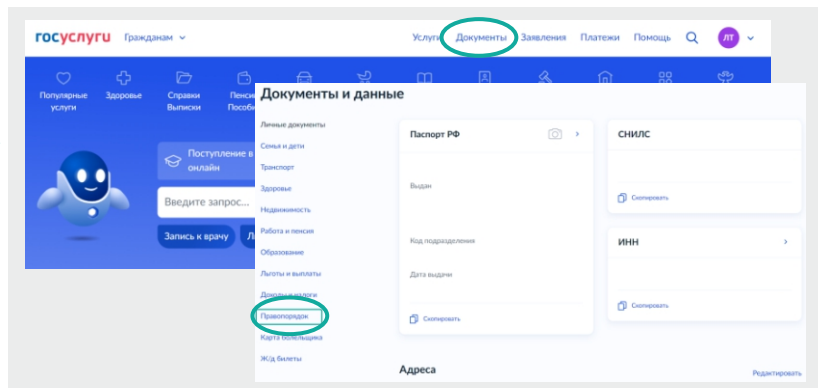 госуслуги Гражданам Услуги Документы Заявления Платежи Помощь ЛТ
Популярные услуги
Здоровье
Справки Выписки
Документы и данные
Личные документы
Семья и дети
Транспорт
Здоровье
Недвижимость
Работа и пенсия
Образование
Льготы и выплаты
Доходы и налоги
Правопорядок
Карта болельщика
Ж/д билеты
Паспорт РФ
Выдан
Код подразделения
Дата выдачи
Скопировать
СНИЛС
Скопировать
ИНН
Скопировать
Адреса
Редактировать
Поступление в
онлайн
Введите запрос...
Запись к врачу